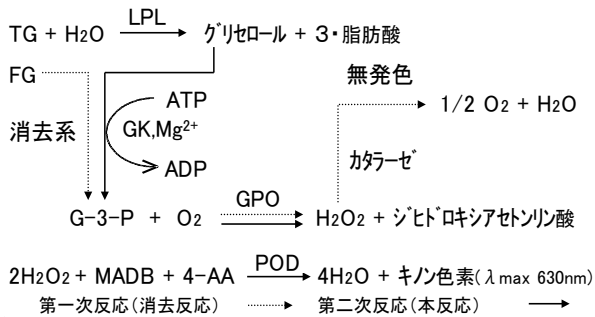 TG + H₂O LPL ｸﾞﾘｾﾛｰﾙ + 3・脂肪酸
FG
ATP
無発色
1/2 O₂ + H₂O
消去系
GK,Mg²⁺
ADP
ｶﾀﾗｰｾﾞ
G-3-P + O₂ GPO H₂O₂ + ｼﾞﾋﾄﾞﾛｷｼｱｾﾄﾝﾘﾝ酸
2H₂O₂ + MADB + 4-AA POD 4H₂O + キノン色素(λmax 630nm)
第一次反応(消去反応) 第二次反応(本反応)